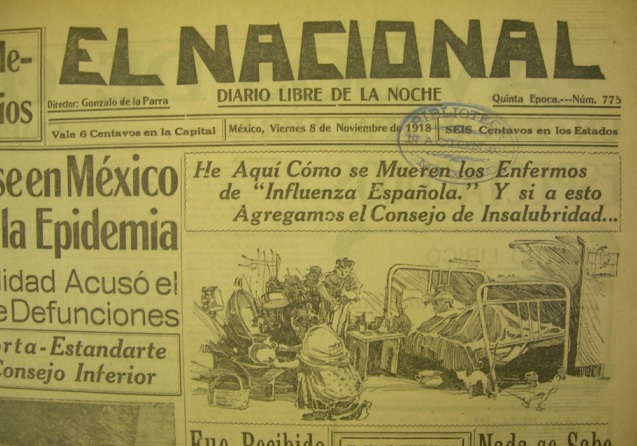 EL NACIONAL
Director: Gonzalo de la Parra
DIARIO LIBRE DE LA NOCHE
Quinta Epoca.---Núm. 775
Vale 6 Centavos en la Capital
México, Viernes 8 de Noviembre de 1918
SEIS Centavos en los Estados
BIBLIOTECA
He Aquí Cómo se Mueren los Enfermos
de "Influenza Española." Y si a esto
Agregamos el Consejo de Insalubridad...
se en México
la Epidemia
idad Acusó el
e Defunciones
orta-Estandarte
Consejo Inferior
Fue Recibido
Nada se Sabe